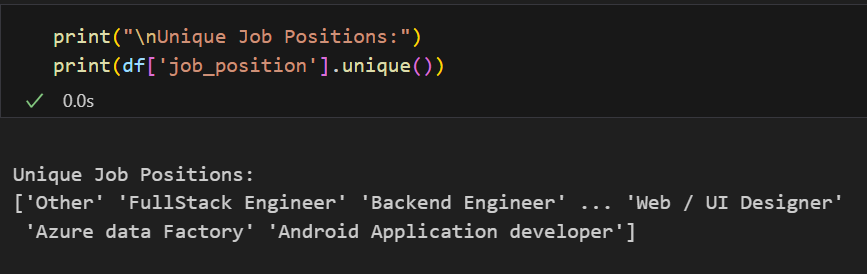 print("\nUnique Job Positions:")
print(df['job_position'].unique())
0.0s
Unique Job Positions:
['Other' 'FullStack Engineer' 'Backend Engineer' ... 'Web / UI Designer'
'Azure data Factory' 'Android Application developer']